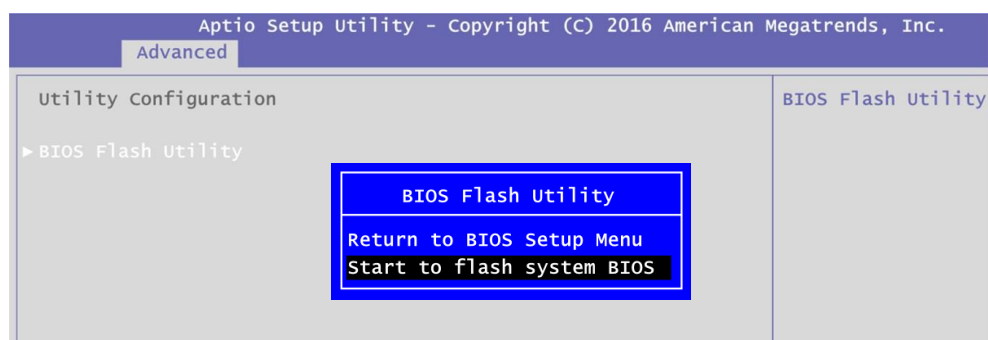 Aptio Setup Utility - Copyright (C) 2016 American Megatrends, Inc.
Advanced
Utility Configuration
BIOS Flash Utility
►BIOS Flash Utility
BIOS Flash Utility
Return to BIOS Setup Menu
Start to flash system BIOS